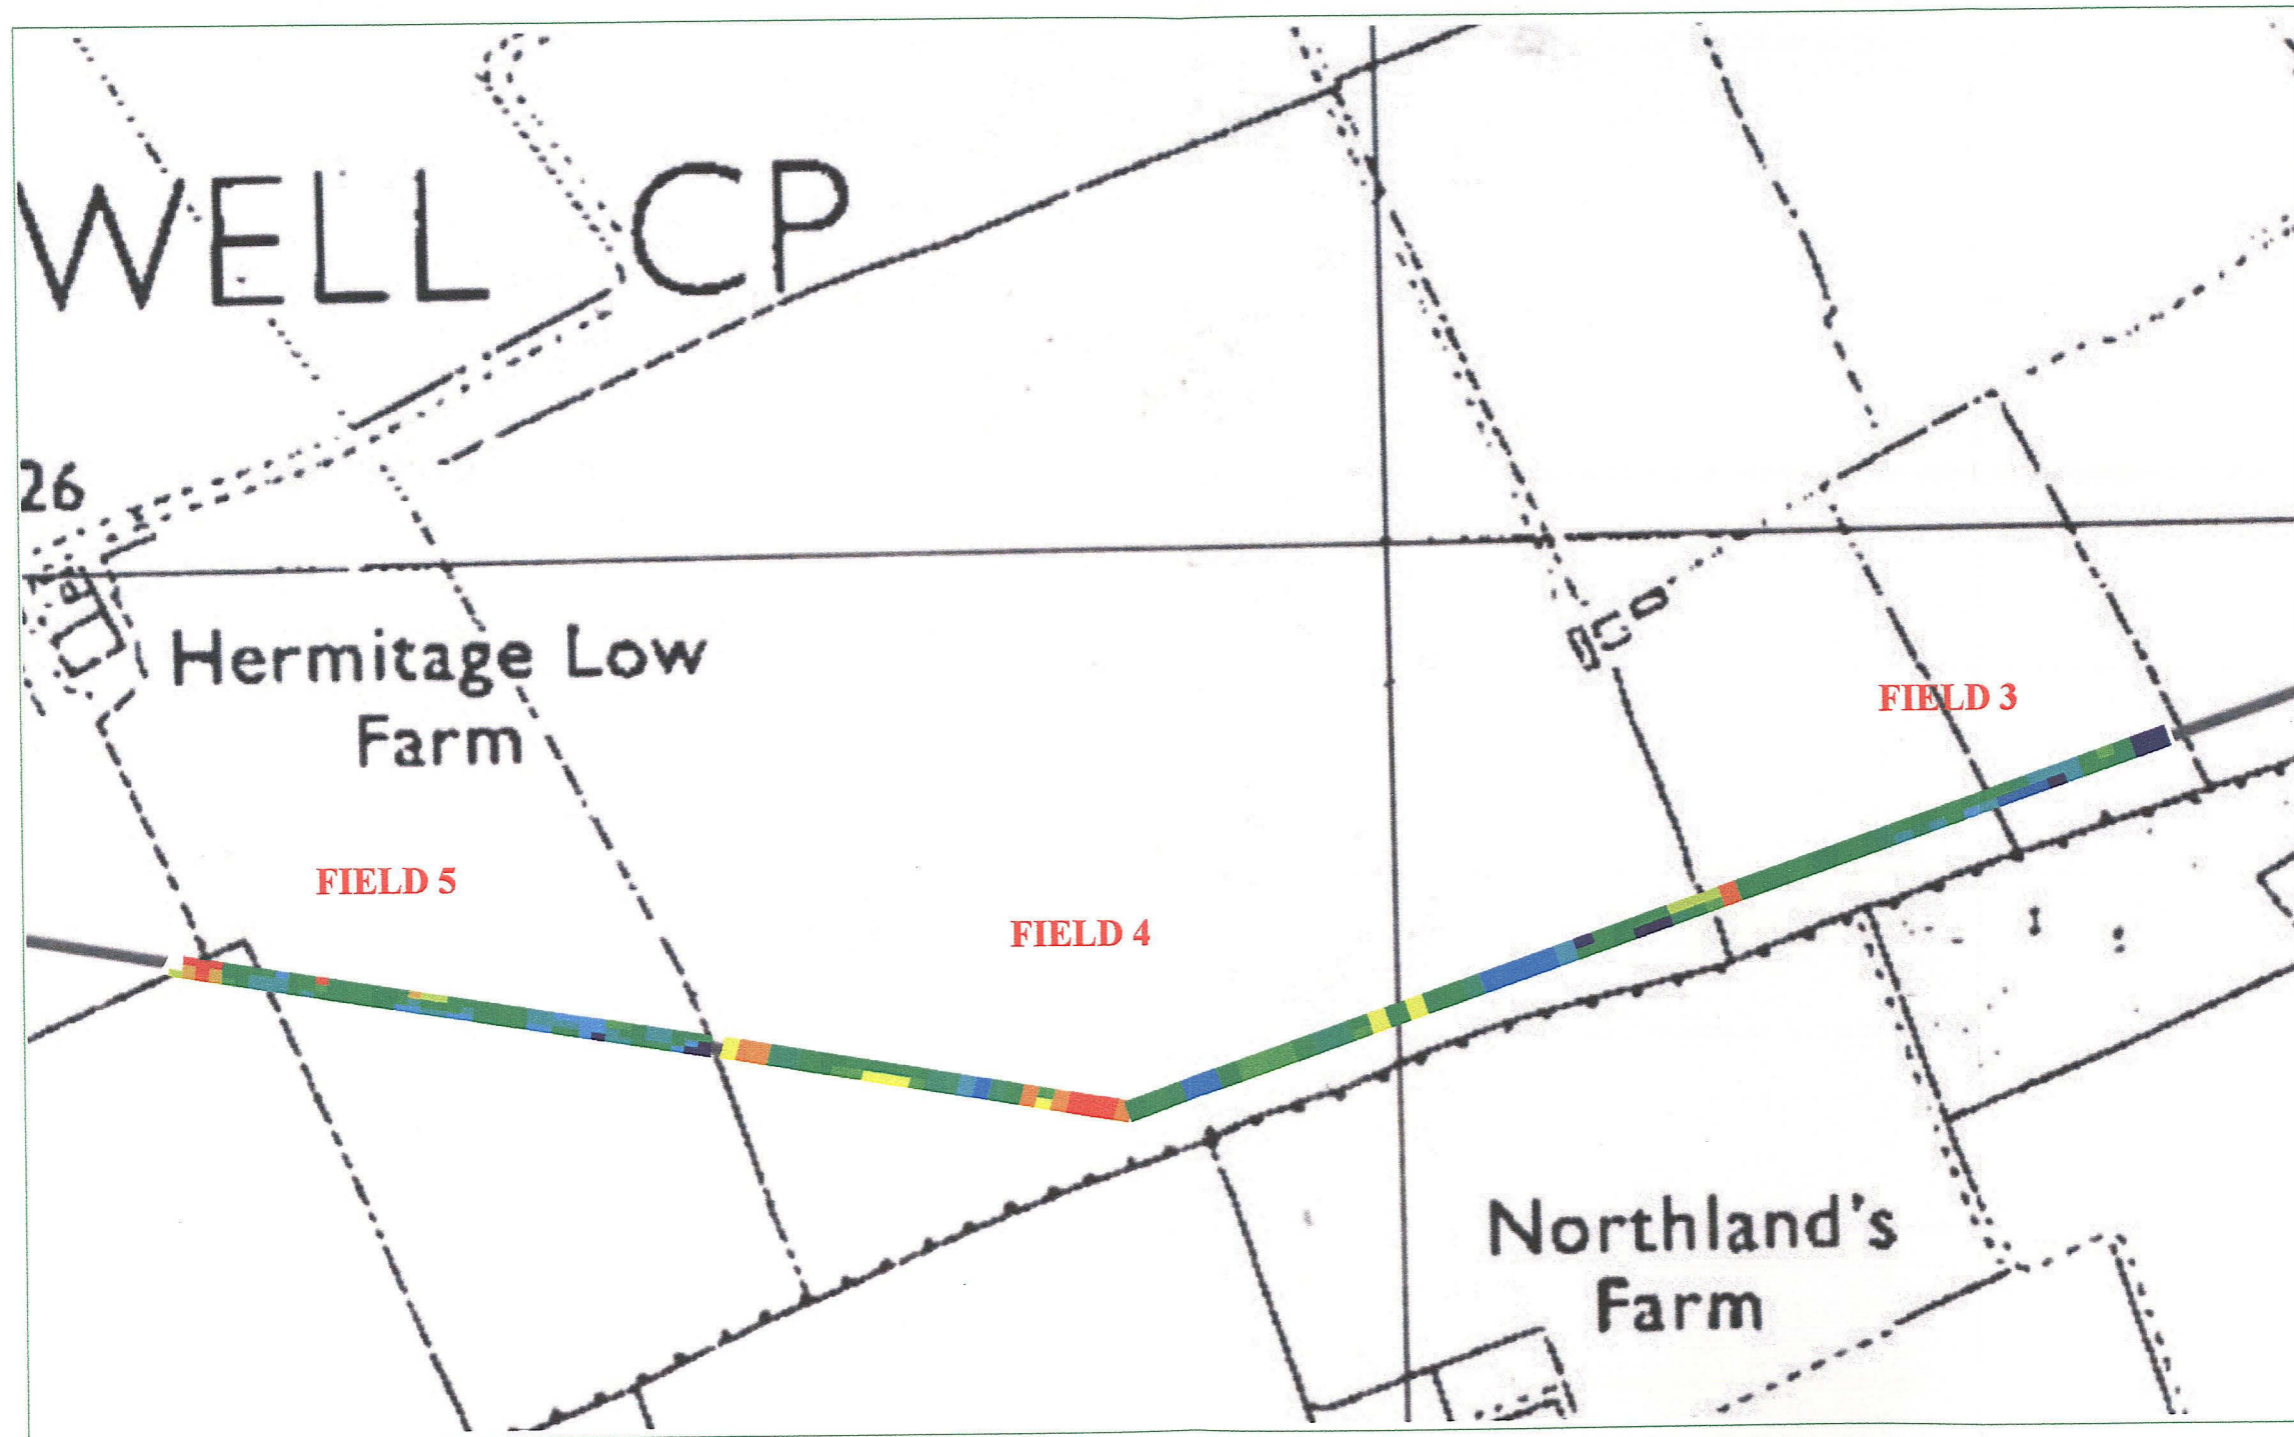 WELL CP
26
Hermitage Low
Farm
FIELD 3
FIELD 5
FIELD 4
Northland's
Farm